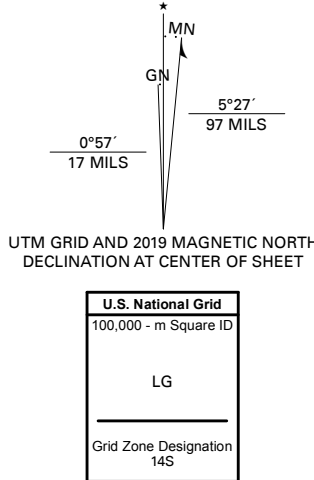 ★
MN
GN
5°27´
97 MILS
0°57´
17 MILS
UTM GRID AND 2019 MAGNETIC NORTH
DECLINATION AT CENTER OF SHEET
U.S. National Grid
100,000 - m Square ID
LG
Grid Zone Designation
14S